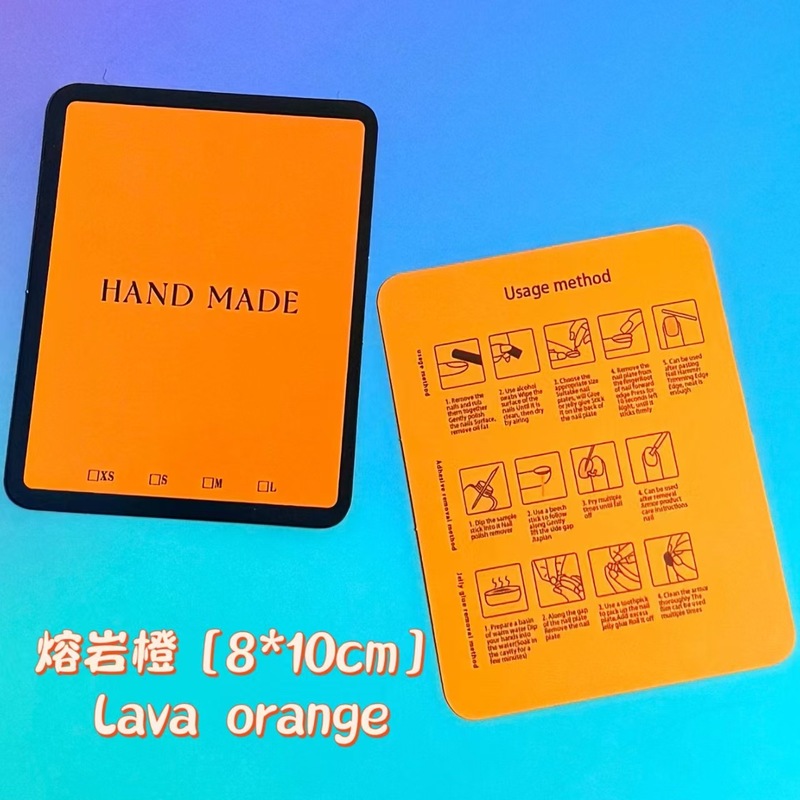 HAND MADE
□XS □S □M □L
Usage method
usage method
1. Remove the
nails and rub
them together
Gently polish
the nails Surface,
remove oil fat
2. Use alcohol
swabs Wipe the
surface of the
nails Until it is
clean, then dry
by airing
3. Choose the
appropriate size
Suitable nail
plates, will Glue
or jelly glue Stick
it on the back of
the nail plate
4. Remove the
nail plate from
the fingerRoot
of nail Forward
edge Press for
10 seconds left
Right, until it
sticks firmly
5. Can be used
after pasting
Nail Hammer
Trimming Edge
Edge, neat is
enough
Adhesive removal method
1. Dip the sample
stick into a Nail
polish remover
2. Use a beech
stick to follow
along Gently
lift the side gap
3. Pry multiple
times until fall
off
4. Can be used
after removal
Armor product
care instructions
nail
Jelly glue removal method
1. Prepare a basin
of warm water Dip
your hands into
the water(Soak in
the cavity for a
few minutes)
2. Along the gap
of the nail plate
Remove the nail
plate
3. Use a toothpick
to pick up the nail
plate,Add excess
jelly glue Roll it off
4. Clean the armor
thoroughly The
can be used
multiple times
熔岩橙［8*10cm］
Lava orange